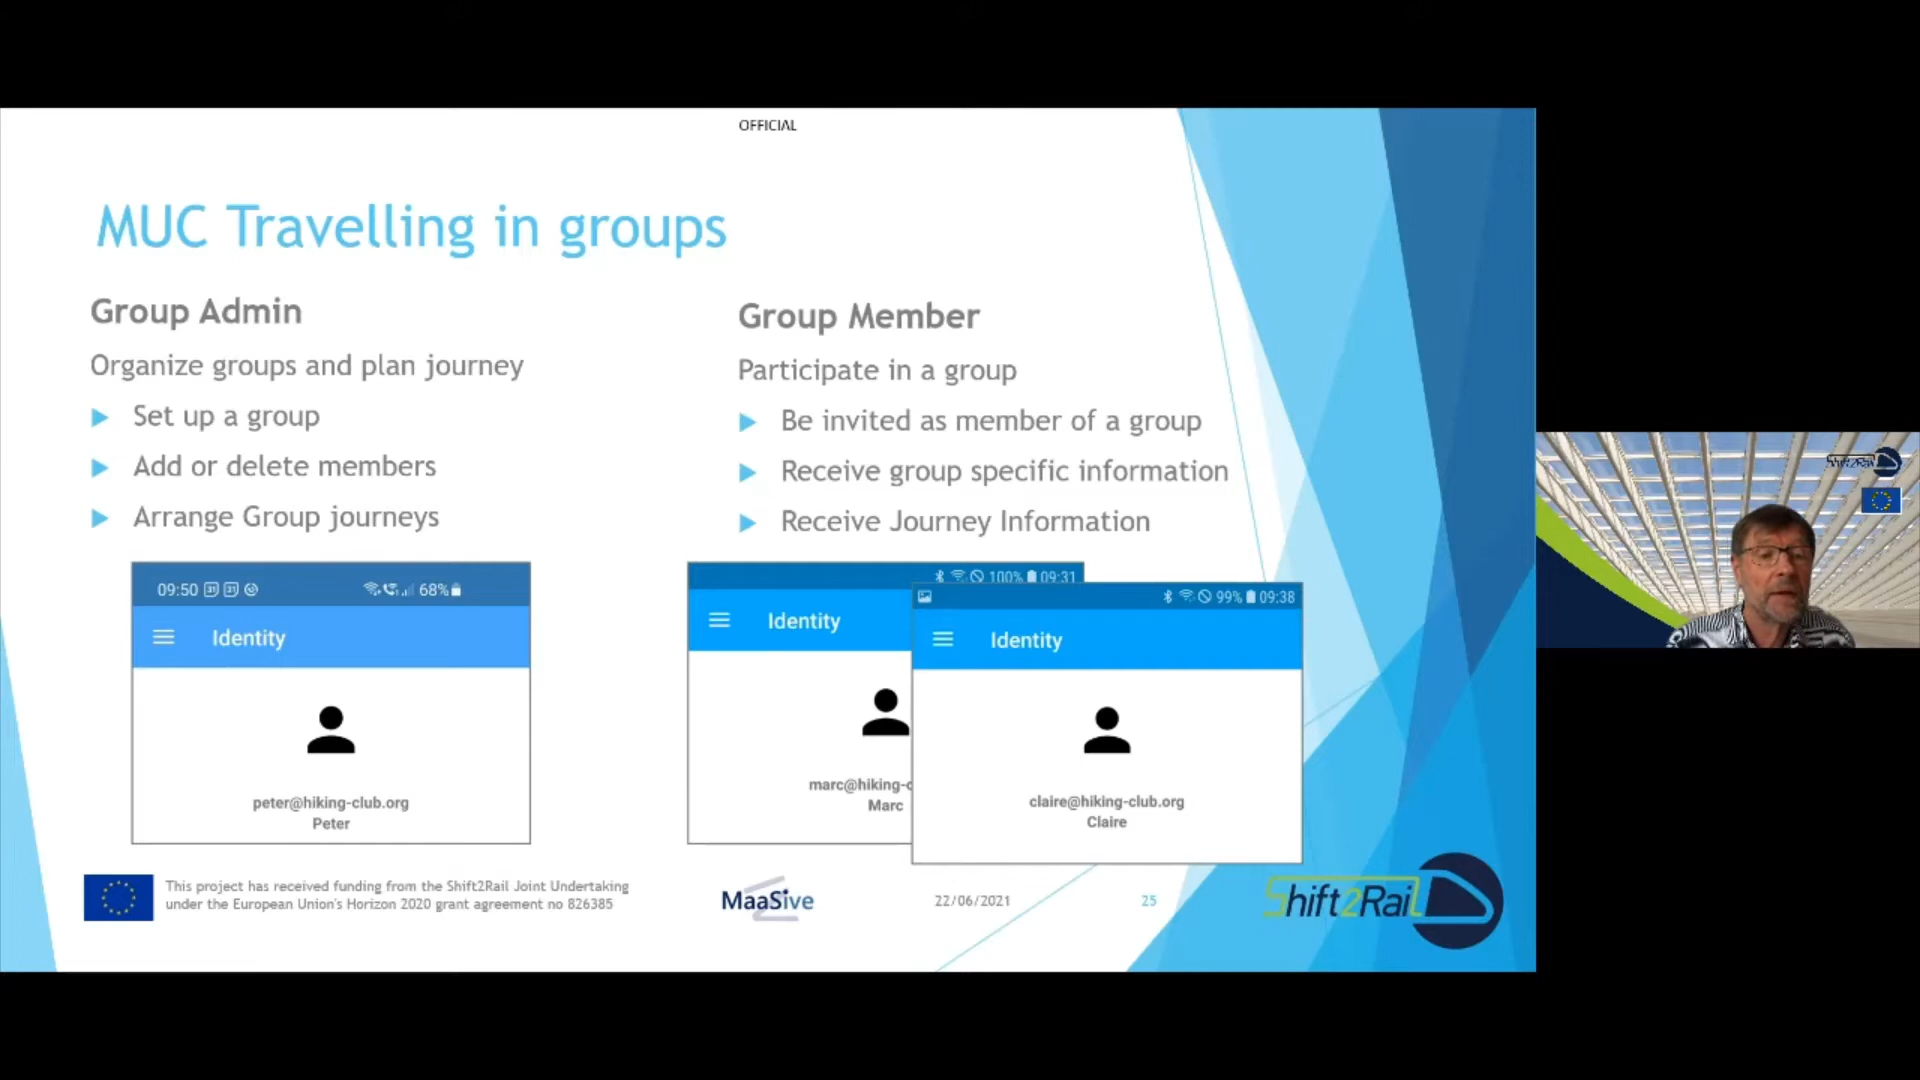 OFFICIAL
MUC Travelling in groups
Group Admin
Organize groups and plan journey
Set up a group
Add or delete members
Arrange Group journeys
Group Member
Participate in a group
Be invited as member of a group
Receive group specific information
Receive Journey Information
09:50 31 31 68%
Identity
peter@hiking-club.org
Peter
100% 09:31
Identity
marc@hiking-c
Marc
99% 09:38
Identity
claire@hiking-club.org
Claire
This project has received funding from the Shift2Rail Joint Undertaking
under the European Union's Horizon 2020 grant agreement no 826385
MaaSive
22/06/2021
25
Shift2Rail
Shift2Rail